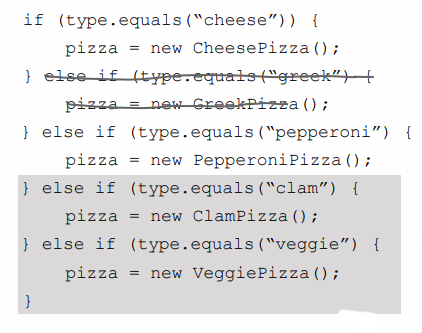 if (type.equals(“cheese”)) {
pizza = new CheesePizza();
} else if (type.equals(“greek”) {
pizza = new GreekPizza();
} else if (type.equals(“pepperoni”) {
pizza = new PepperoniPizza();
} else if (type.equals(“clam”) {
pizza = new ClamPizza();
} else if (type.equals(“veggie”) {
pizza = new VeggiePizza();
}